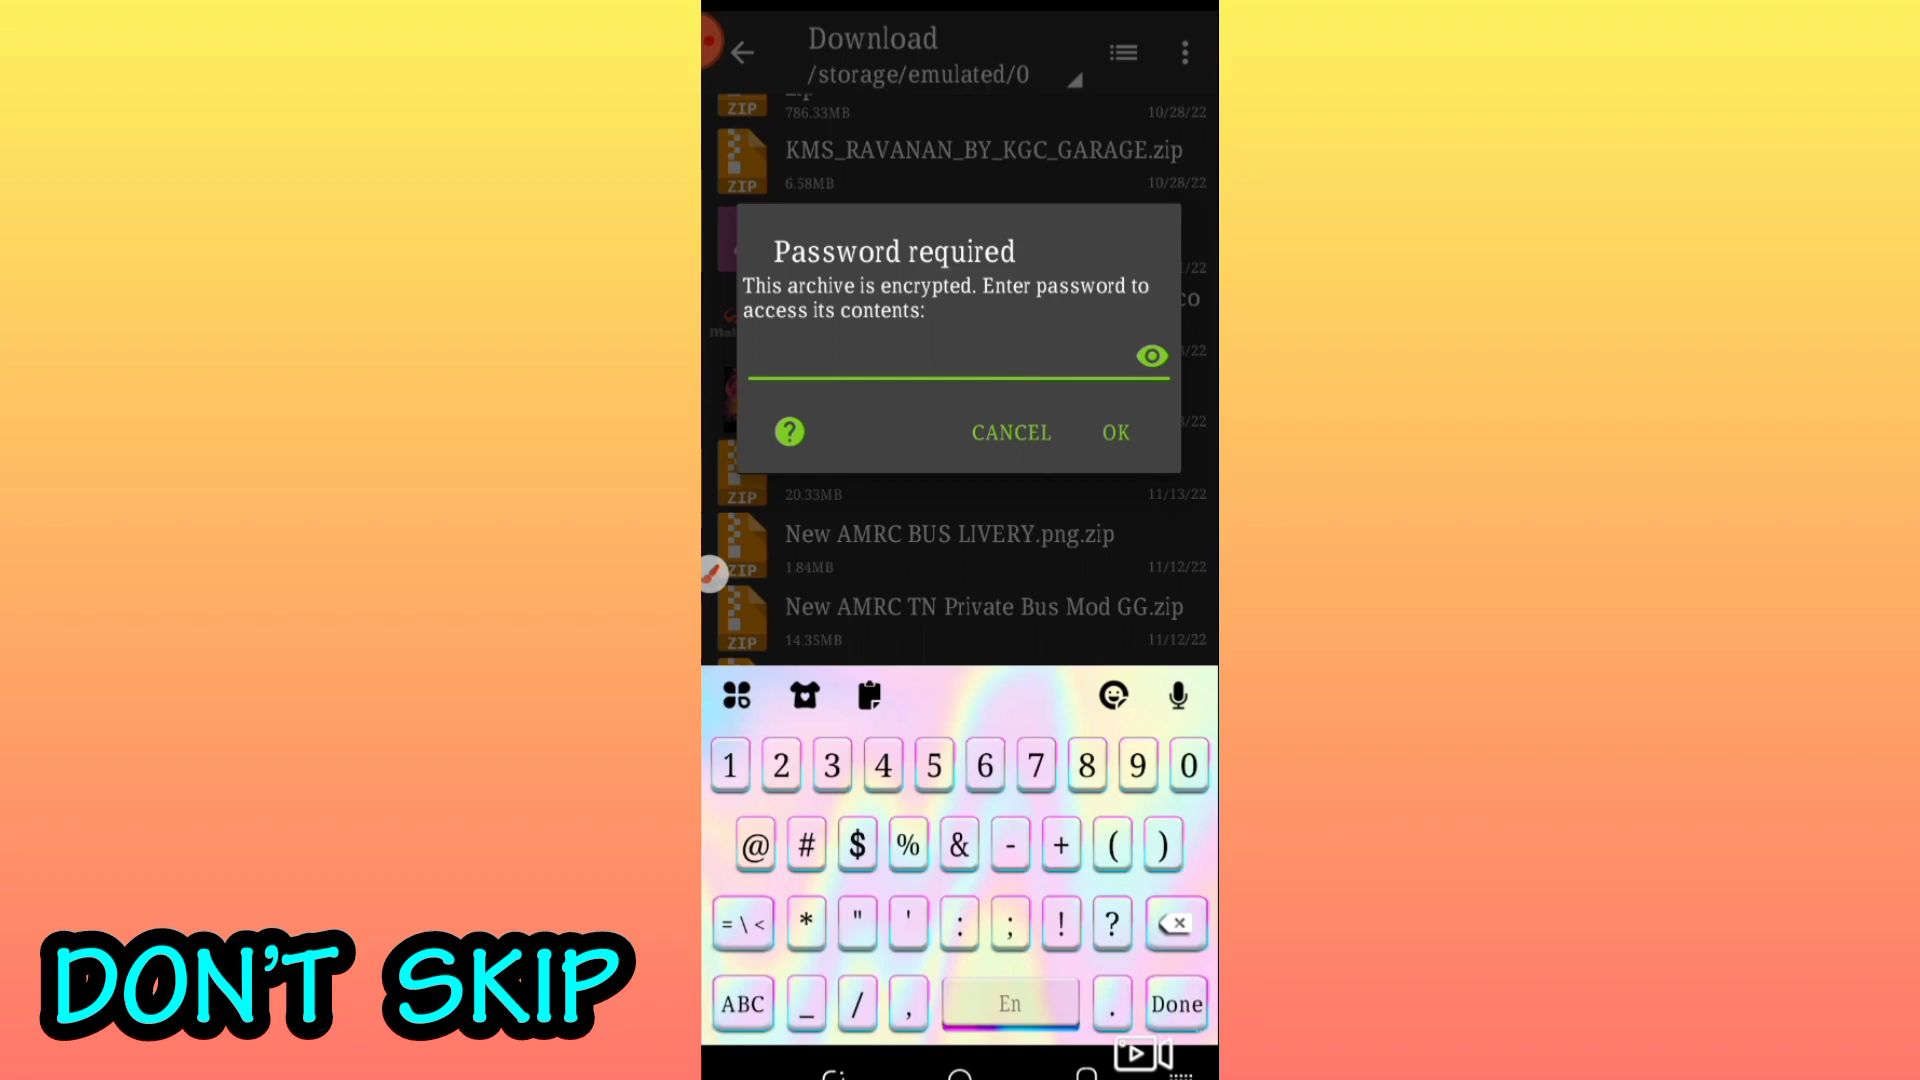 Download
/storage/emulated/0
ZIP
786.33MB
10/28/22
KMS_RAVANAN_BY_KGC_GARAGE.zip
ZIP
6.58MB
10/28/22
Password required
This archive is encrypted. Enter password to
access its contents:
CANCEL
OK
ZIP
20.33MB
11/13/22
New AMRC BUS LIVERY.png.zip
ZIP
1.84MB
11/12/22
New AMRC TN Private Bus Mod GG.zip
ZIP
14.35MB
11/12/22
1 2 3 4 5 6 7 8 9 0
@ # $ % & - + ( )
= \ < * " ' : ; ! ?
ABC _ / , En . Done
DON'T SKIP